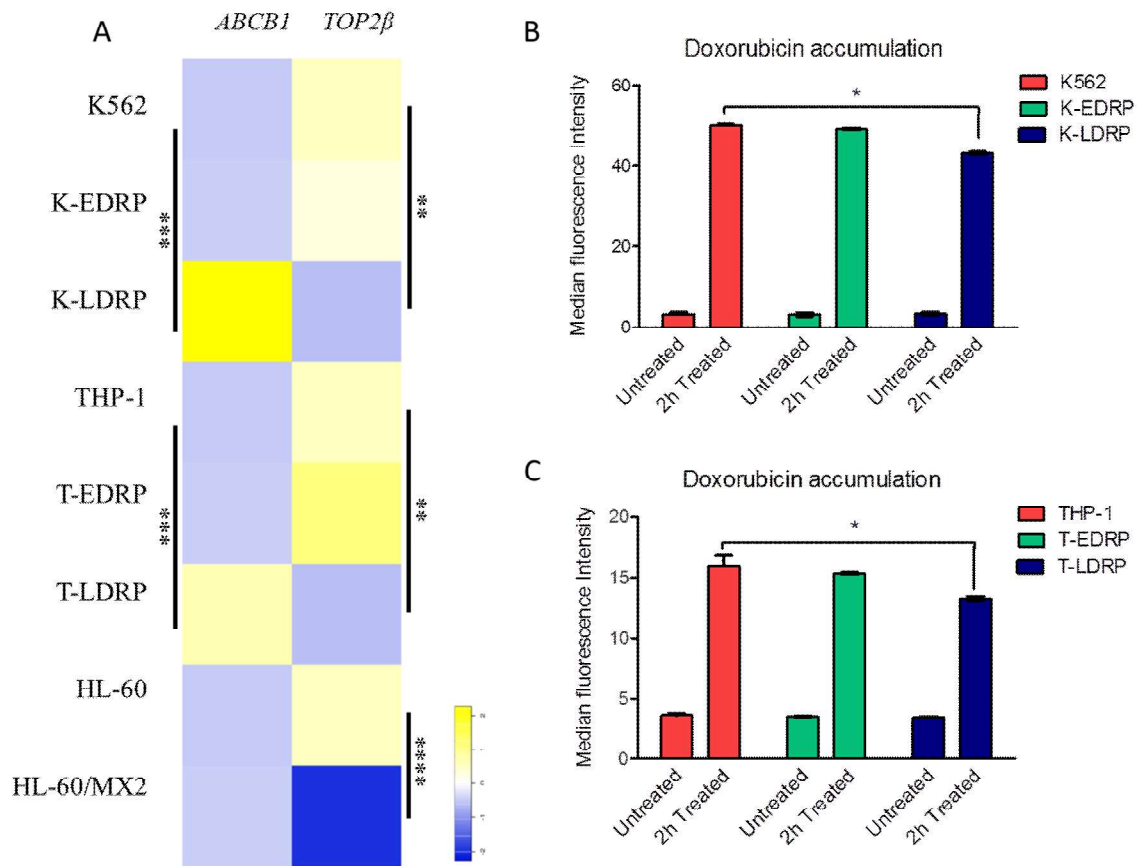 A
ABCB1 TOP2β
K562
K-EDRP
K-LDRP
THP-1
T-EDRP
T-LDRP
HL-60
HL-60/MX2
***
***
**
**
****
B
Doxorubicin accumulation
Median fluorescence Intensity
60
40
20
0
*
Untreated
2h Treated
Untreated
2h Treated
Untreated
2h Treated
K562
K-EDRP
K-LDRP
C
Doxorubicin accumulation
Median fluorescence Intensity
20
15
10
5
0
*
Untreated
2h Treated
Untreated
2h Treated
Untreated
2h Treated
THP-1
T-EDRP
T-LDRP